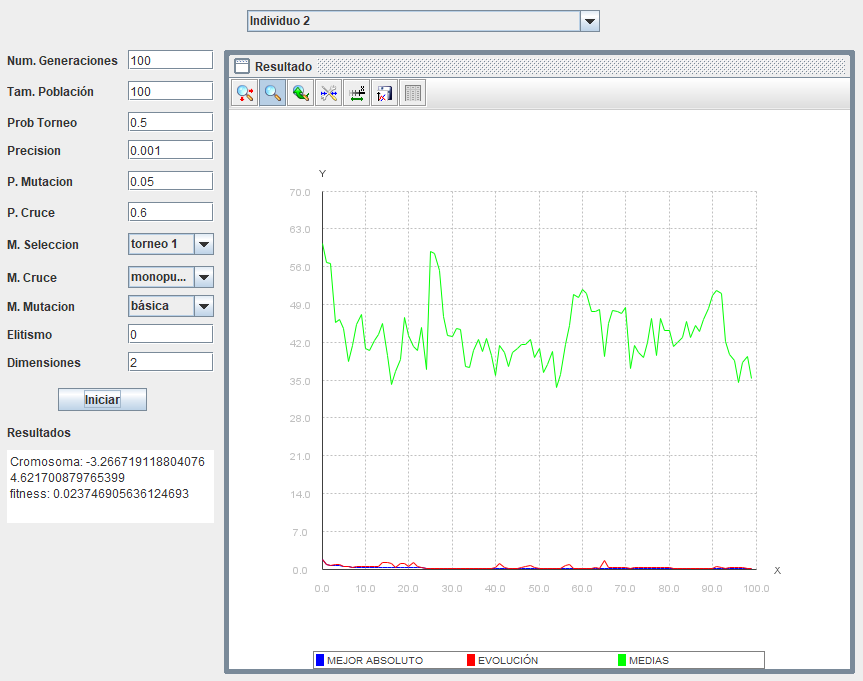 Individuo 2
Num. Generaciones 100
Tam. Población 100
Prob Torneo 0.5
Precision 0.001
P. Mutacion 0.05
P. Cruce 0.6
M. Seleccion torneo 1
M. Cruce monopu...
M. Mutacion básica
Elitismo 0
Dimensiones 2
Iniciar
Resultados
Cromosoma: -3.266719118804076
4.621700879765399
fitness: 0.023746905636124693
Resultado
Y
70.0
63.0
56.0
49.0
42.0
35.0
28.0
21.0
14.0
7.0
0.0
X
0.0 10.0 20.0 30.0 40.0 50.0 60.0 70.0 80.0 90.0 100.0
MEJOR ABSOLUTO EVOLUCIÓN MEDIAS